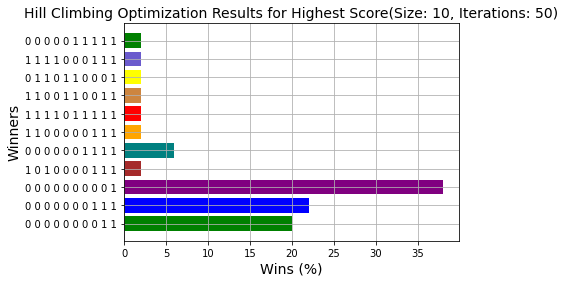 Hill Climbing Optimization Results for Highest Score(Size: 10, Iterations: 50)
Winners
0 0 0 0 0 1 1 1 1 1
1 1 1 1 0 0 0 1 1 1
0 1 1 0 1 1 0 0 0 1
1 1 0 0 1 1 0 0 1 1
1 1 1 1 0 1 1 1 1 1
1 1 0 0 0 0 0 1 1 1
0 0 0 0 0 0 1 1 1 1
1 0 1 0 0 0 0 1 1 1
0 0 0 0 0 0 0 0 0 1
0 0 0 0 0 0 0 1 1 1
0 0 0 0 0 0 0 0 1 1
0 5 10 15 20 25 30 35
Wins (%)